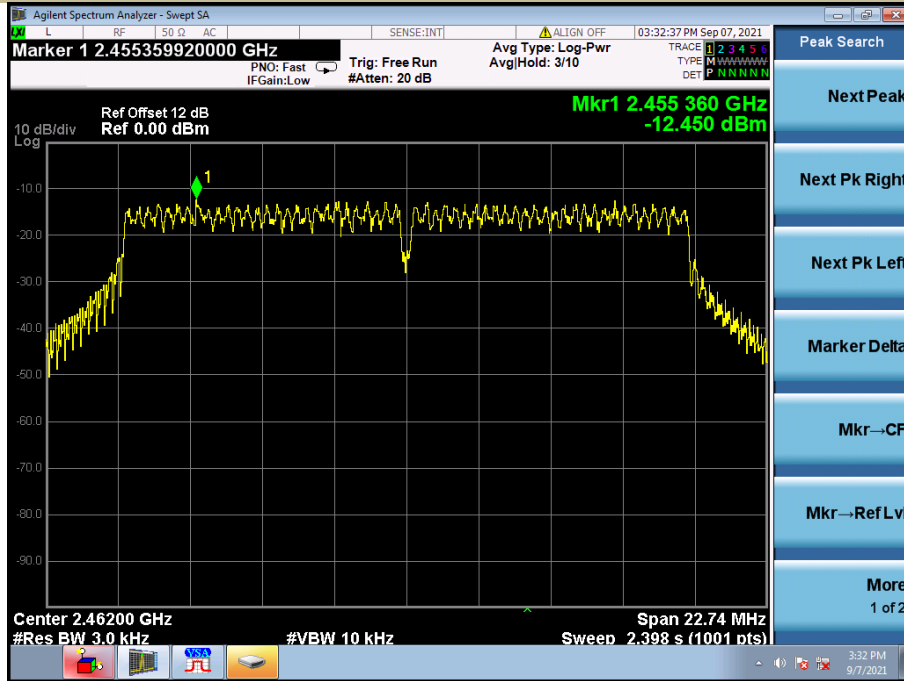 Agilent Spectrum Analyzer - Swept SA
LXI L RF 50 Ω AC SENSE:INT ALIGN OFF 03:32:37 PM Sep 07, 2021
Marker 1 2.455359920000 GHz
PNO: Fast
IFGain:Low
Trig: Free Run
#Atten: 20 dB
Avg Type: Log-Pwr
Avg|Hold: 3/10
TRACE 1 2 3 4 5 6
TYPE M WWWWW
DET P N N N N N
Ref Offset 12 dB
10 dB/div Ref 0.00 dBm
Log
Mkr1 2.455 360 GHz
-12.450 dBm
1
-10.0
-20.0
-30.0
-40.0
-50.0
-60.0
-70.0
-80.0
-90.0
Center 2.46200 GHz Span 22.74 MHz
#Res BW 3.0 kHz #VBW 10 kHz Sweep 2.398 s (1001 pts)
Peak Search
Next Peak
Next Pk Right
Next Pk Left
Marker Delta
Mkr→CF
Mkr→Ref Lvl
More
1 of 2
VSA
3:32 PM
9/7/2021